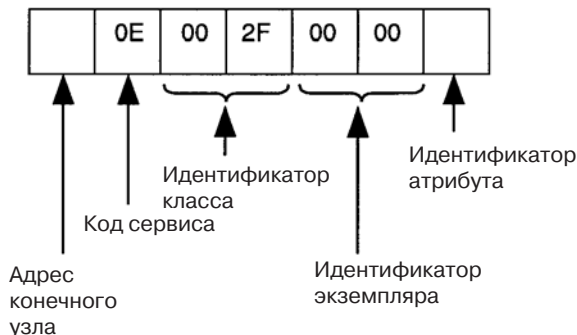 0E 00 2F 00 00
Идентификатор
класса
Идентификатор
атрибута
Код сервиса
Адрес
конечного
узла
Идентификатор
экземпляра